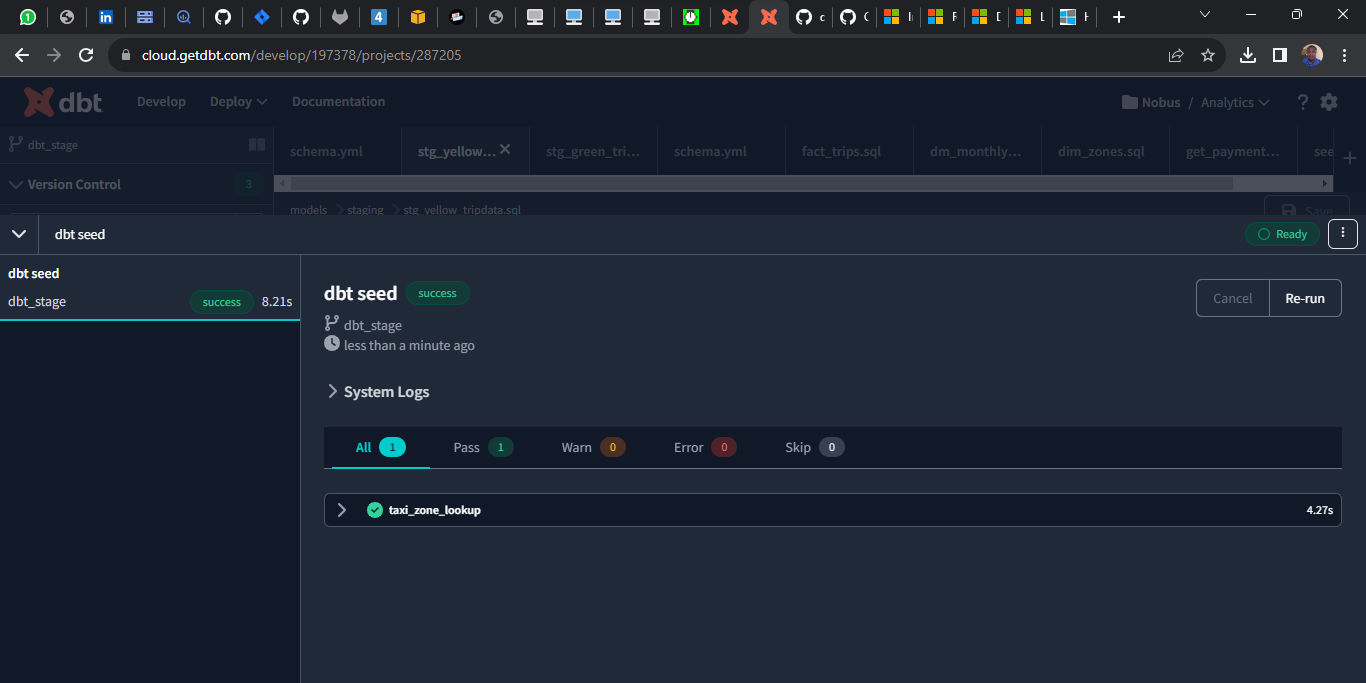 cloud.getdbt.com/develop/197378/projects/287205
dbt Develop Deploy Documentation Nobus / Analytics ?
dbt_stage
schema.yml stg_yellow... stg_green_tri... schema.yml fact_trips.sql dm_monthly... dim_zones.sql get_payment... see
Version Control 3
models staging stg_yellow_tripdata.sql Save
dbt seed Ready
dbt seed
dbt_stage success 8.21s
dbt seed success
Cancel Re-run
dbt_stage
less than a minute ago
System Logs
All 1 Pass 1 Warn 0 Error 0 Skip 0
taxi_zone_lookup 4.27s